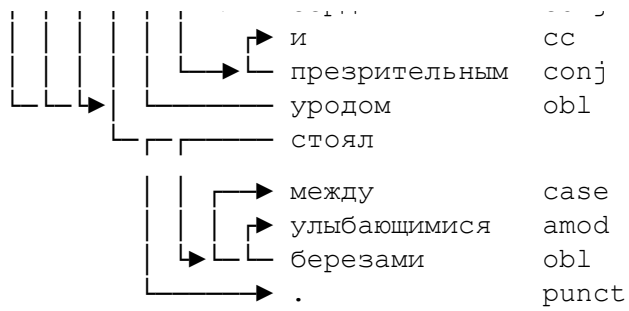 и cc
презрительным conj
уродом obl
стоял
между case
улыбающимися amod
березами obl
. punct